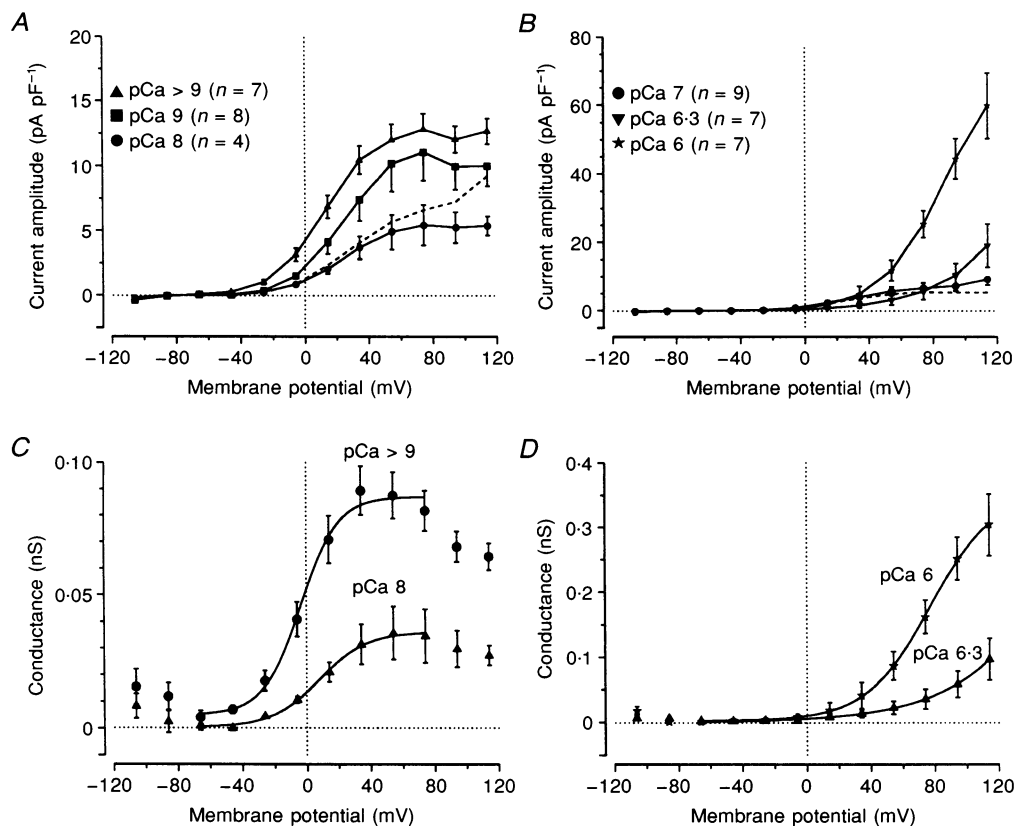 A
20
15
10
5
0
Current amplitude (pA pF⁻¹)
▲ pCa > 9 (n = 7)
■ pCa 9 (n = 8)
● pCa 8 (n = 4)
−120 −80 −40 0 40 80 120
Membrane potential (mV)
B
80
60
40
20
0
Current amplitude (pA pF⁻¹)
● pCa 7 (n = 9)
▼ pCa 6·3 (n = 7)
★ pCa 6 (n = 7)
−120 −80 −40 0 40 80 120
Membrane potential (mV)
C
0·10
0·05
0
Conductance (nS)
pCa > 9
pCa 8
−120 −80 −40 0 40 80 120
Membrane potential (mV)
D
0·4
0·3
0·2
0·1
0
Conductance (nS)
pCa 6
pCa 6·3
−120 −80 −40 0 40 80 120
Membrane potential (mV)